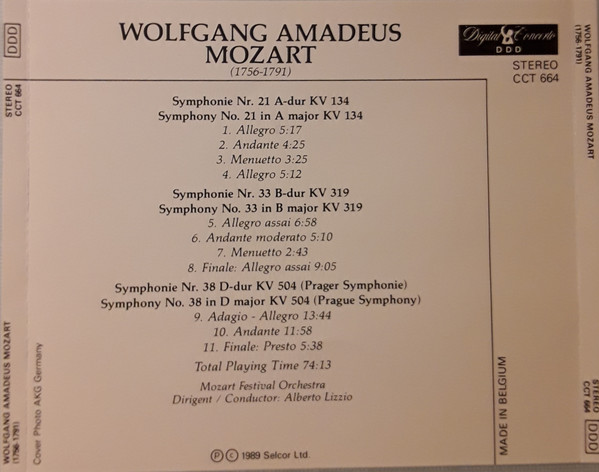 WOLFGANG AMADEUS
MOZART
(1756-1791)
Digital Concerto
DDD
STEREO
CCT 664
Symphonie Nr. 21 A-dur KV 134
Symphony No. 21 in A major KV 134
1. Allegro 5:17
2. Andante 4:25
3. Menuetto 3:25
4. Allegro 5:12
Symphonie Nr. 33 B-dur KV 319
Symphony No. 33 in B major KV 319
5. Allegro assai 6:58
6. Andante moderato 5:10
7. Menuetto 2:43
8. Finale: Allegro assai 9:05
Symphonie Nr. 38 D-dur KV 504 (Prager Symphonie)
Symphony No. 38 in D major KV 504 (Prague Symphony)
9. Adagio - Allegro 13:44
10. Andante 11:58
11. Finale: Presto 5:38
Total Playing Time 74:13
Mozart Festival Orchestra
Dirigent / Conductor: Alberto Lizzio
Ⓟ © 1989 Selcor Ltd.
MADE IN BELGIUM
Cover Photo AKG Germany
WOLFGANG AMADEUS MOZART
(1756-1791)
STEREO
CCT 664
DDD
WOLFGANG AMADEUS MOZART
(1756-1791)
STEREO
CCT 664
DDD